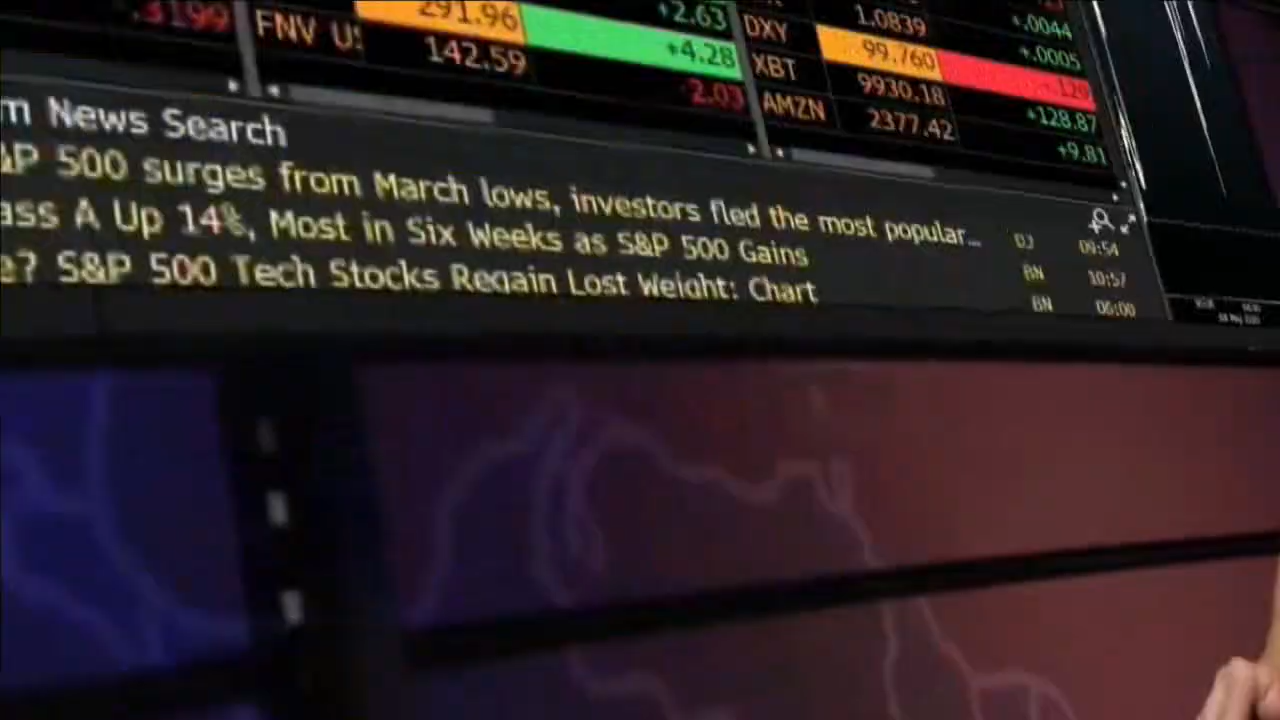 .3199
291.96 +2.63
FNV U
142.59 +4.28
-2.03
1.0839 +.0044
DXY 99.760 +.0005
XBT 9930.18 -.129
AMZN 2377.42 +128.87
+9.81
m News Search
&P 500 surges from March lows, investors fled the most popular... DJ 09:54
ass A Up 14%, Most in Six Weeks as S&P 500 Gains BN 10:57
e? S&P 500 Tech Stocks Regain Lost Weight: Chart BN 06:00